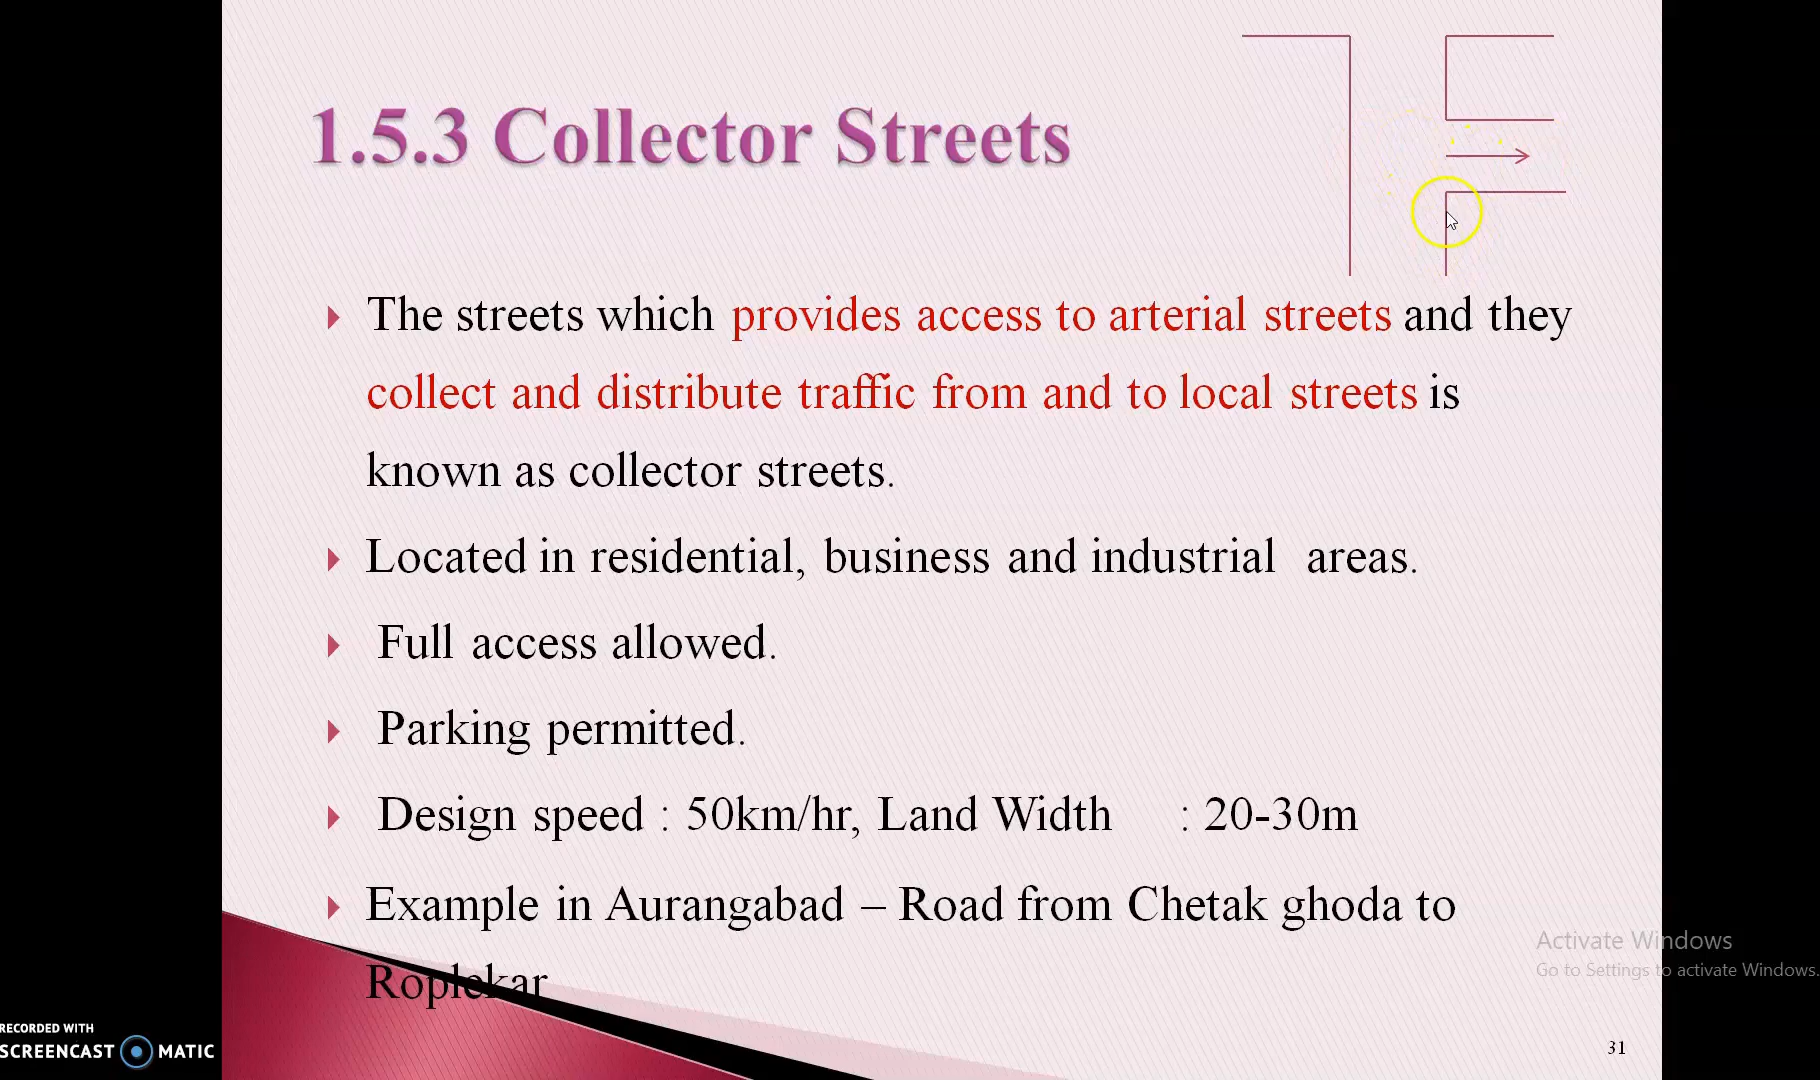 1.5.3 Collector Streets
The streets which provides access to arterial streets and they
collect and distribute traffic from and to local streets is
known as collector streets.
Located in residential, business and industrial areas.
Full access allowed.
Parking permitted.
Design speed : 50km/hr, Land Width : 20-30m
Example in Aurangabad – Road from Chetak ghoda to
Roplekar
Activate Windows
Go to Settings to activate Windows.
RECORDED WITH
SCREENCAST MATIC
31